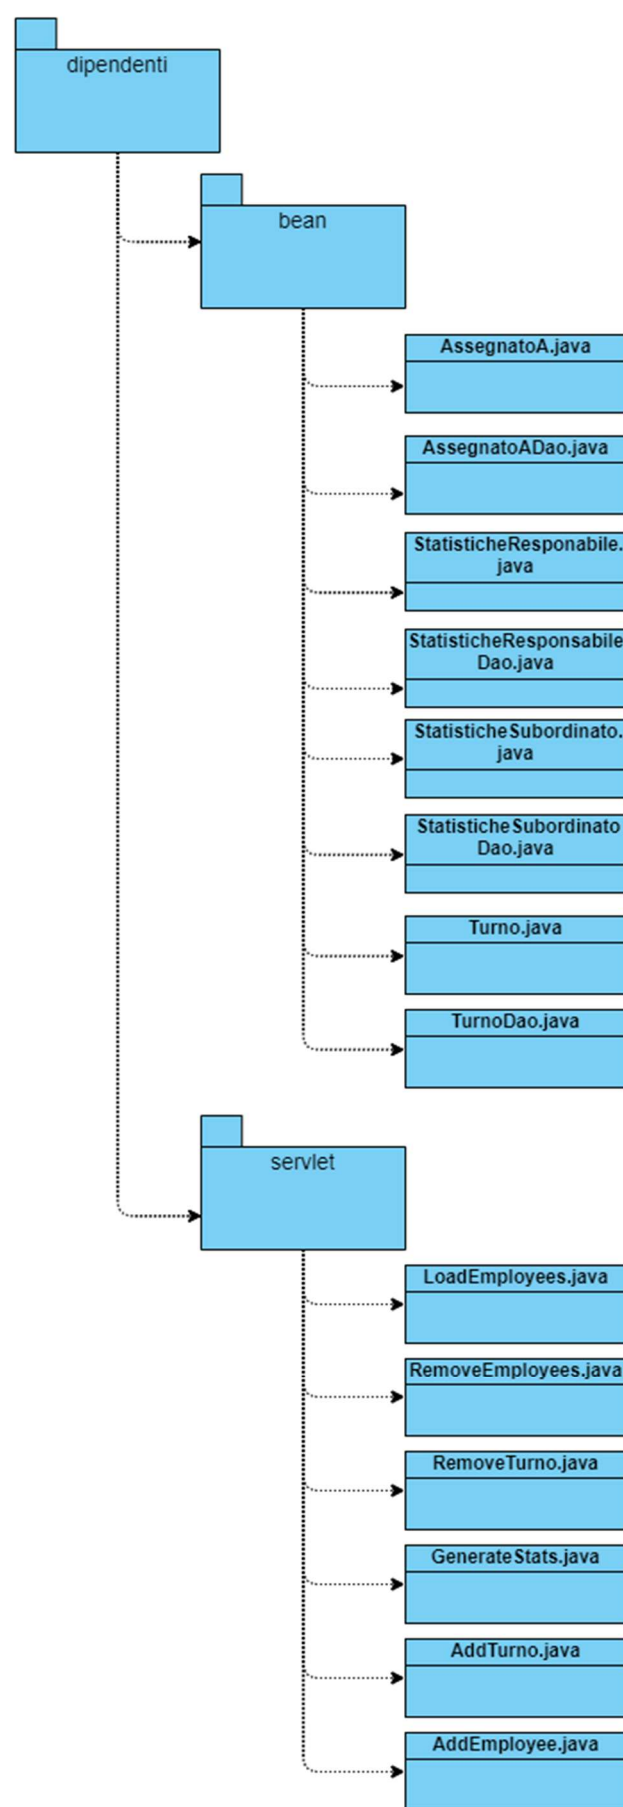 dipendenti
bean
AssegnatoA.java
AssegnatoADao.java
StatisticheResponabile.
java
StatisticheResponsabile
Dao.java
StatisticheSubordinato.
java
StatisticheSubordinato
Dao.java
Turno.java
TurnoDao.java
servlet
LoadEmployees.java
RemoveEmployees.java
RemoveTurno.java
GenerateStats.java
AddTurno.java
AddEmployee.java